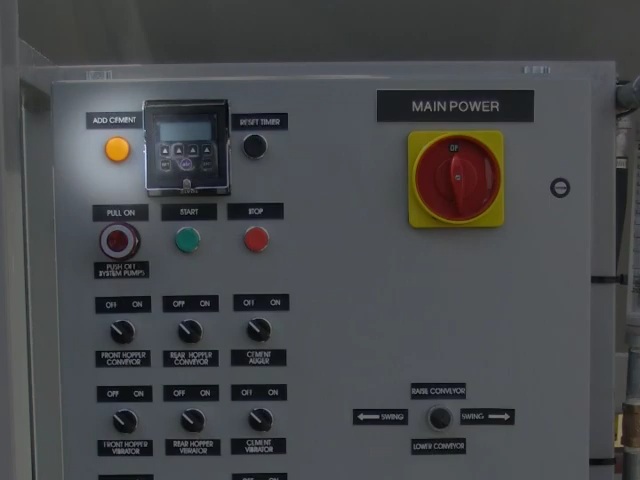 ADD CEMENT
RESET TIMER
MAIN POWER
PULL ON
START
STOP
PUSH OFF
SYSTEM PUMPS
OFF ON
OFF ON
OFF ON
FRONT HOPPER
CONVEYOR
REAR HOPPER
CONVEYOR
CEMENT
AUGER
OFF ON
OFF ON
OFF ON
RAISE CONVEYOR
← SWING
SWING →
LOWER CONVEYOR
FRONT HOPPER
VIBRATOR
REAR HOPPER
VIBRATOR
CEMENT
VIBRATOR